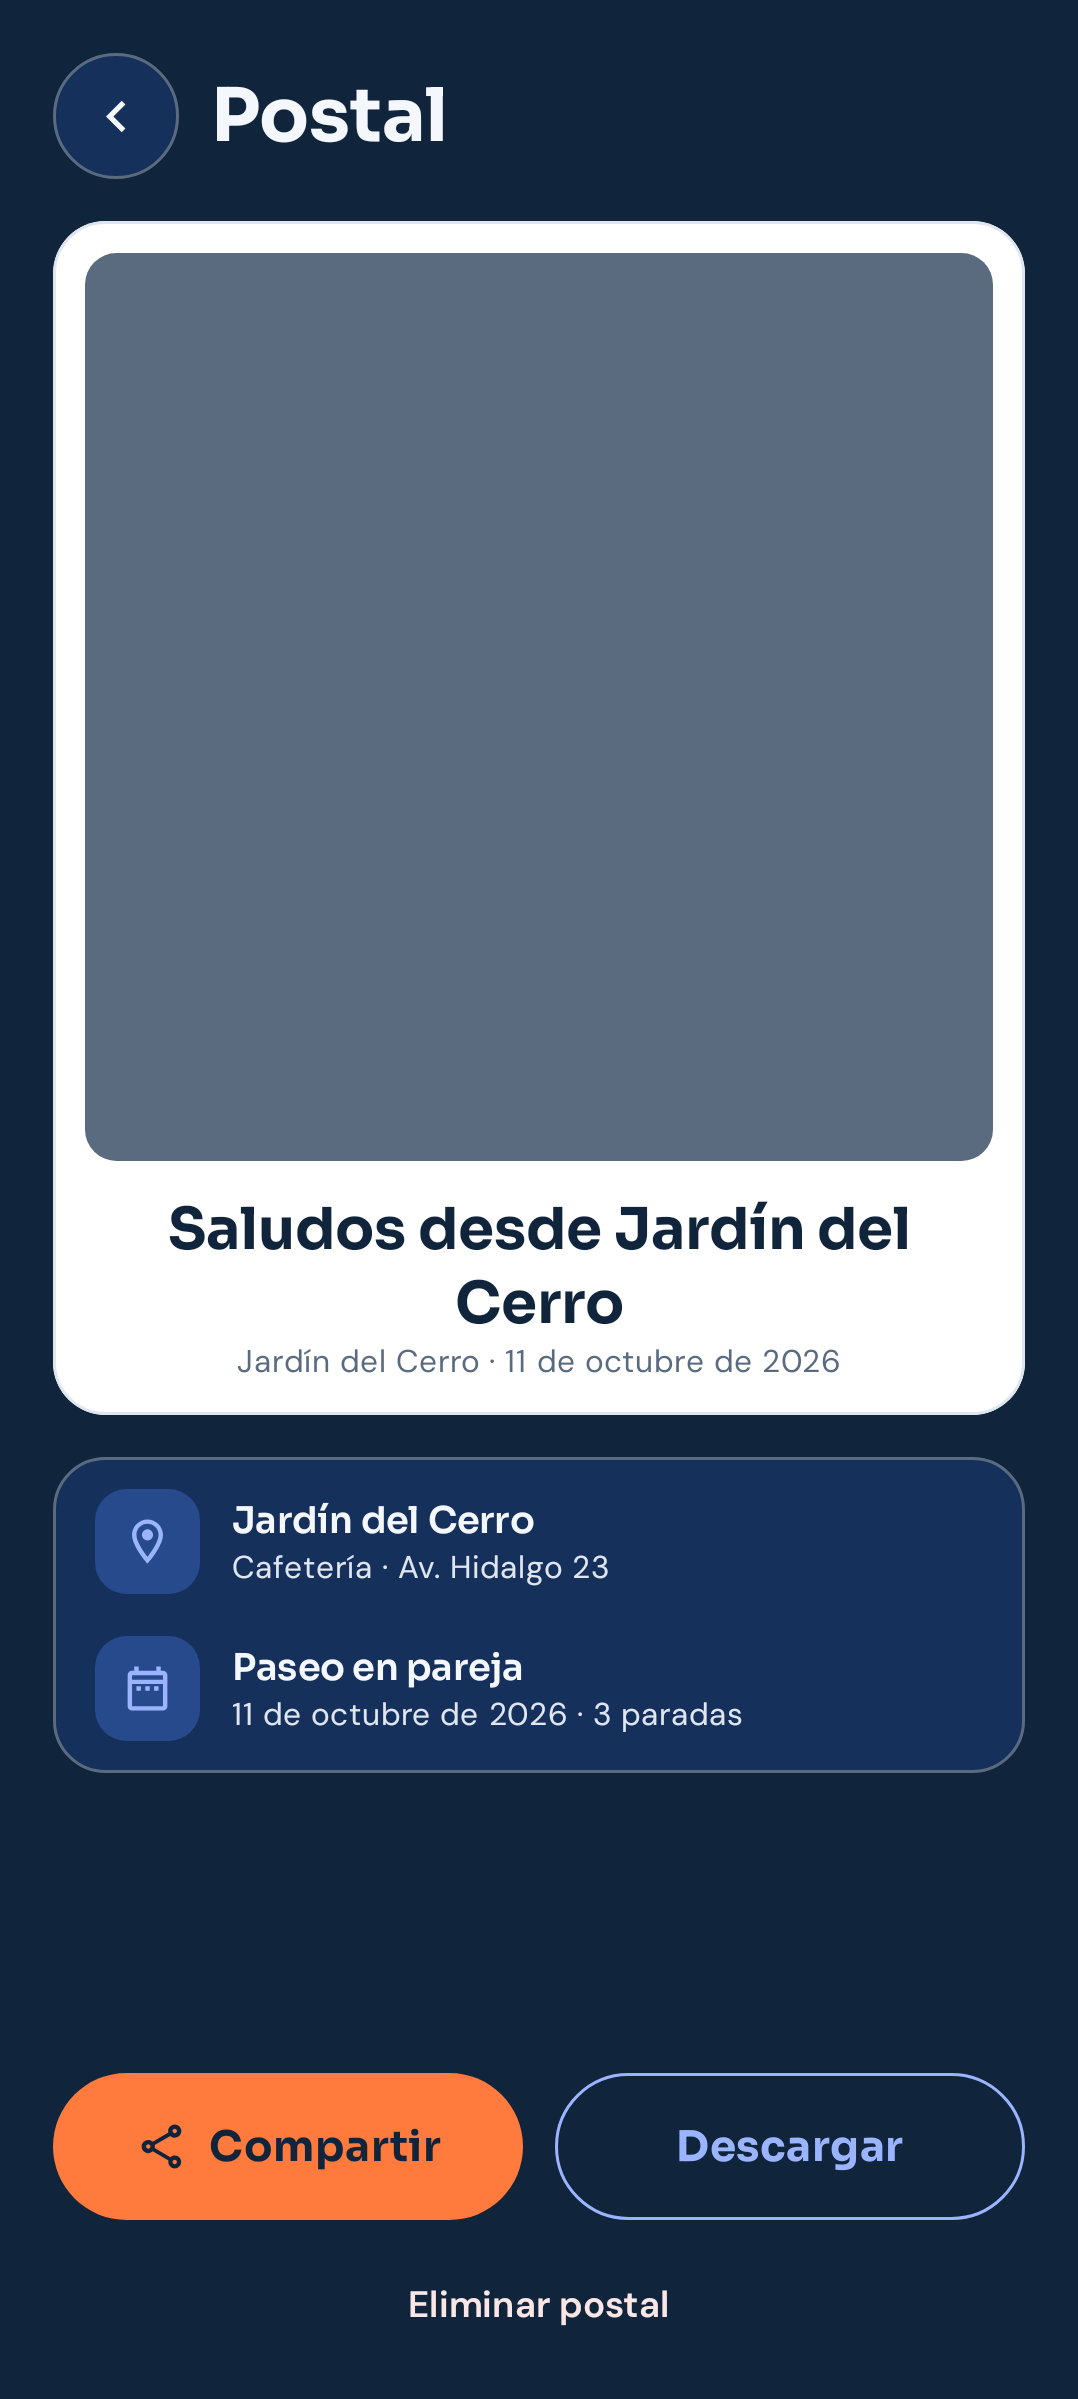 Postal
Saludos desde Jardín del
Cerro
Jardín del Cerro · 11 de octubre de 2026
Jardín del Cerro
Cafetería · Av. Hidalgo 23
Paseo en pareja
11 de octubre de 2026 · 3 paradas
Compartir
Descargar
Eliminar postal